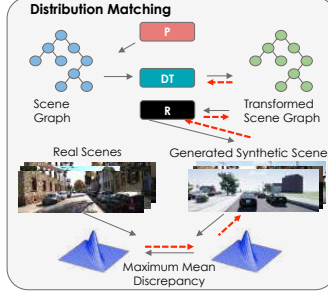 Distribution Matching
P
DT
R
Scene
Graph
Transformed
Scene Graph
Real Scenes
Generated Synthetic Scene
Maximum Mean
Discrepancy